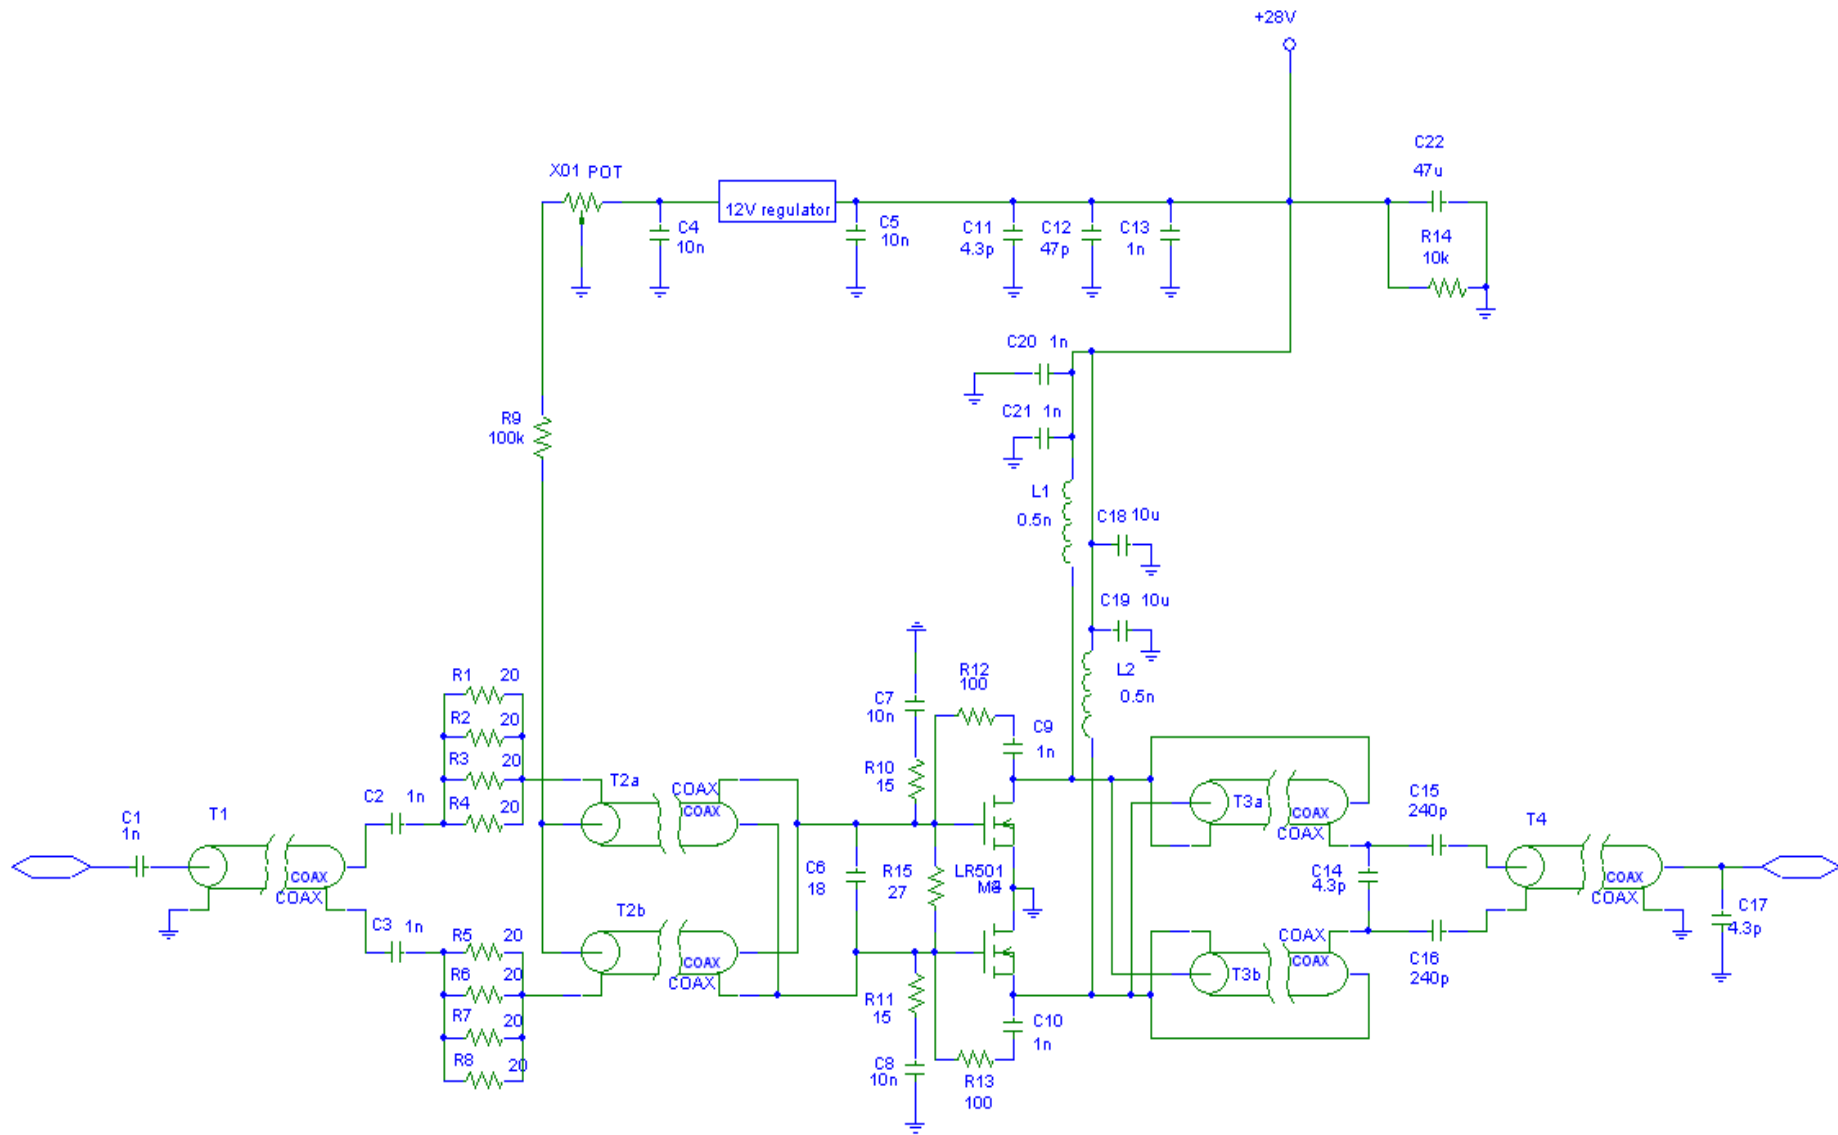 +28V
C22
47u
X01 POT
12V regulator
C4
10n
C5
10n
C11
4.3p
C12
47p
C13
1n
R14
10k
C20 1n
C21 1n
R9
100k
L1
0.5n
C18 10u
C19 10u
L2
0.5n
R1 20
R2 20
R3 20
R4 20
C7
10n
R12
100
C9
1n
R10
15
T2a
COAX
COAX
T3a
COAX
COAX
C15
240p
T4
C1
1n
T1
C2 1n
COAX
COAX
C6
18
R15
27
LR501
C14
4.3p
COAX
COAX
C17
4.3p
C3 1n
T2b
R5 20
R6 20
R7 20
R8 20
COAX
COAX
R11
15
C8
10n
C10
1n
R13
100
COAX
COAX
T3b
C16
240p